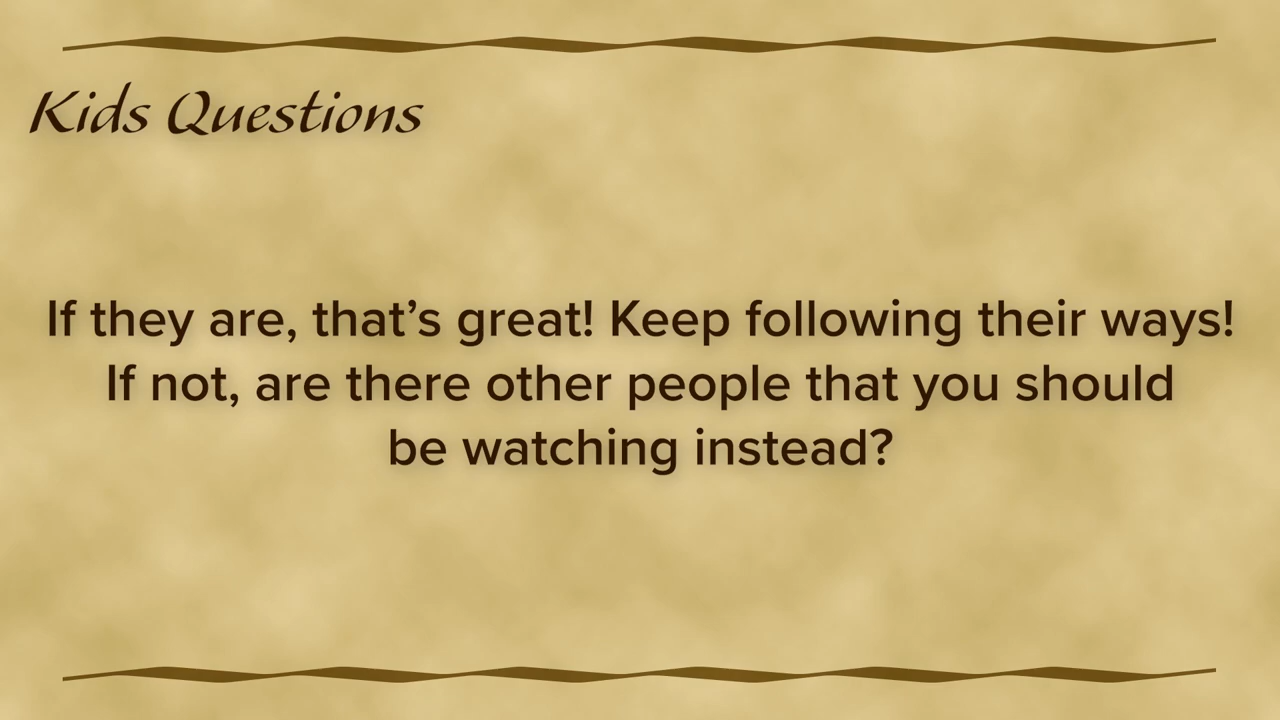 Kids Questions
If they are, that’s great! Keep following their ways!
If not, are there other people that you should
be watching instead?